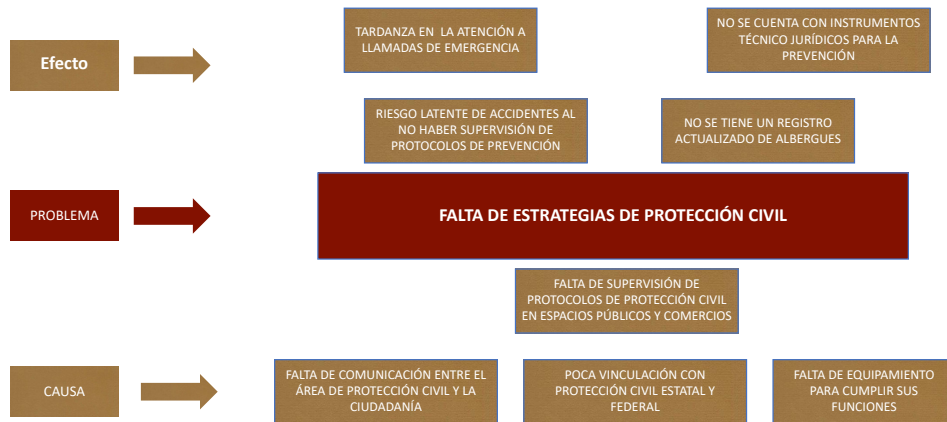 TARDANZA EN LA ATENCIÓN A
LLAMADAS DE EMERGENCIA
NO SE CUENTA CON INSTRUMENTOS
TÉCNICO JURÍDICOS PARA LA
PREVENCIÓN
Efecto
RIESGO LATENTE DE ACCIDENTES AL
NO HABER SUPERVISIÓN DE
PROTOCOLOS DE PREVENCIÓN
NO SE TIENE UN REGISTRO
ACTUALIZADO DE ALBERGUES
PROBLEMA
FALTA DE ESTRATEGIAS DE PROTECCIÓN CIVIL
FALTA DE SUPERVISIÓN DE
PROTOCOLOS DE PROTECCIÓN CIVIL
EN ESPACIOS PÚBLICOS Y COMERCIOS
CAUSA
FALTA DE COMUNICACIÓN ENTRE EL
ÁREA DE PROTECCIÓN CIVIL Y LA
CIUDADANÍA
POCA VINCULACIÓN CON
PROTECCIÓN CIVIL ESTATAL Y
FEDERAL
FALTA DE EQUIPAMIENTO
PARA CUMPLIR SUS
FUNCIONES